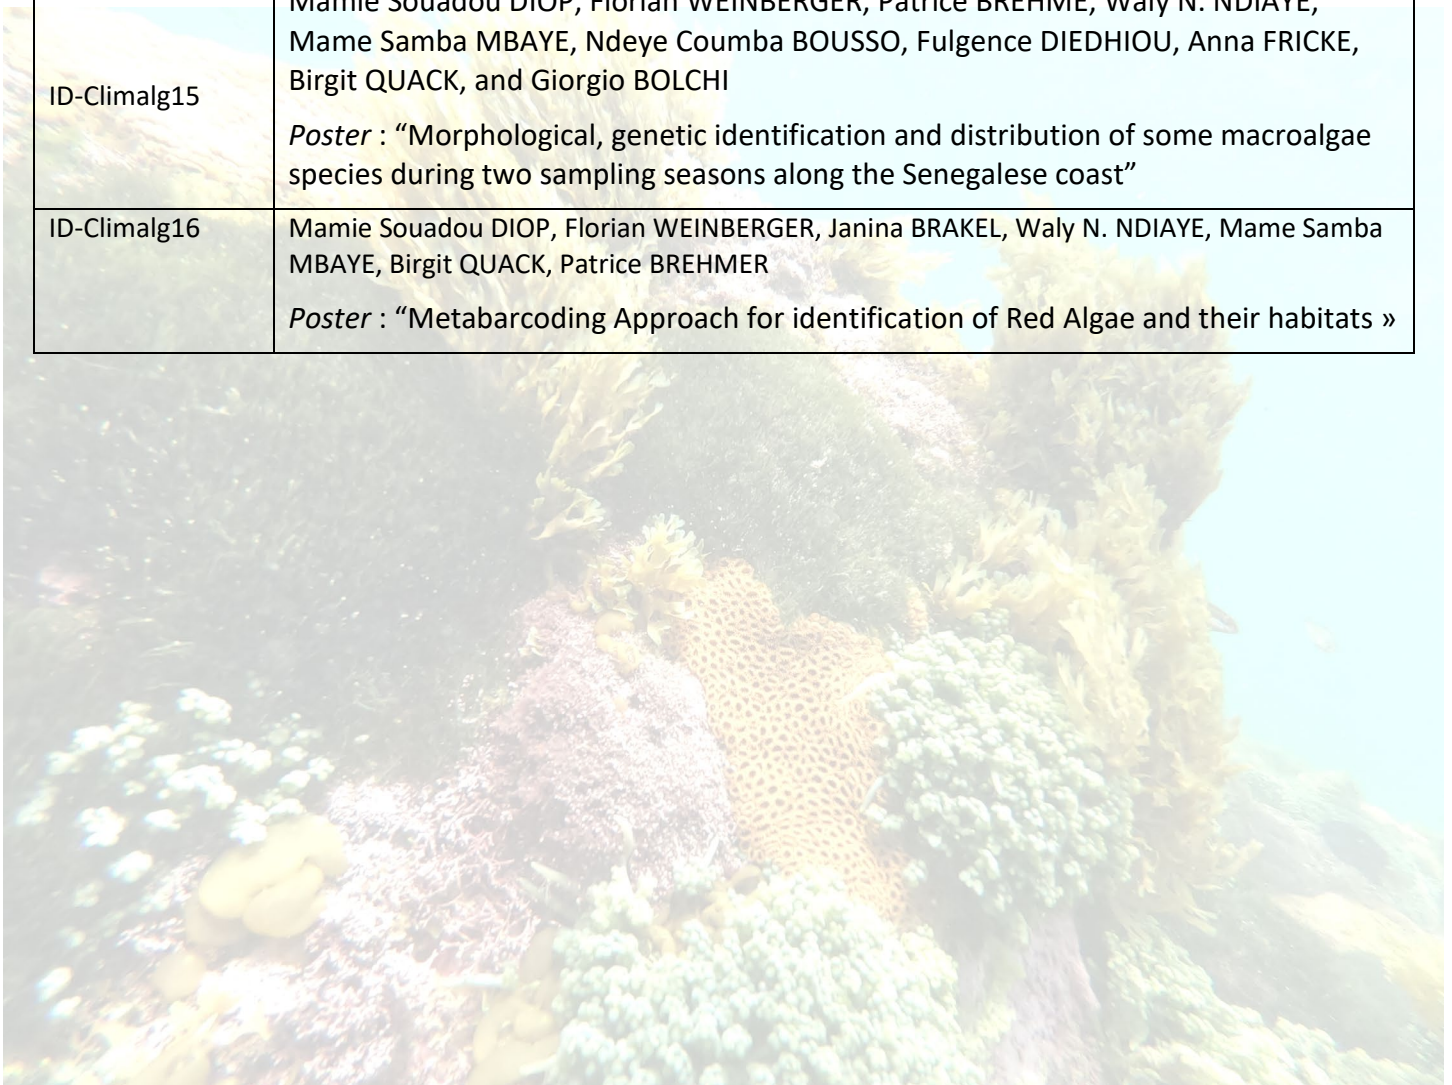 Mamie Souadou DIOP, Florian WEINBERGER, Patrice BREHME, Waly N. NDIAYE,
Mame Samba MBAYE, Ndeye Coumba BOUSSO, Fulgence DIEDHIOU, Anna FRICKE,
Birgit QUACK, and Giorgio BOLCHI
ID-Climalg15
Poster : “Morphological, genetic identification and distribution of some macroalgae
species during two sampling seasons along the Senegalese coast”
ID-Climalg16
Mamie Souadou DIOP, Florian WEINBERGER, Janina BRAKEL, Waly N. NDIAYE, Mame Samba
MBAYE, Birgit QUACK, Patrice BREHMER
Poster : “Metabarcoding Approach for identification of Red Algae and their habitats »